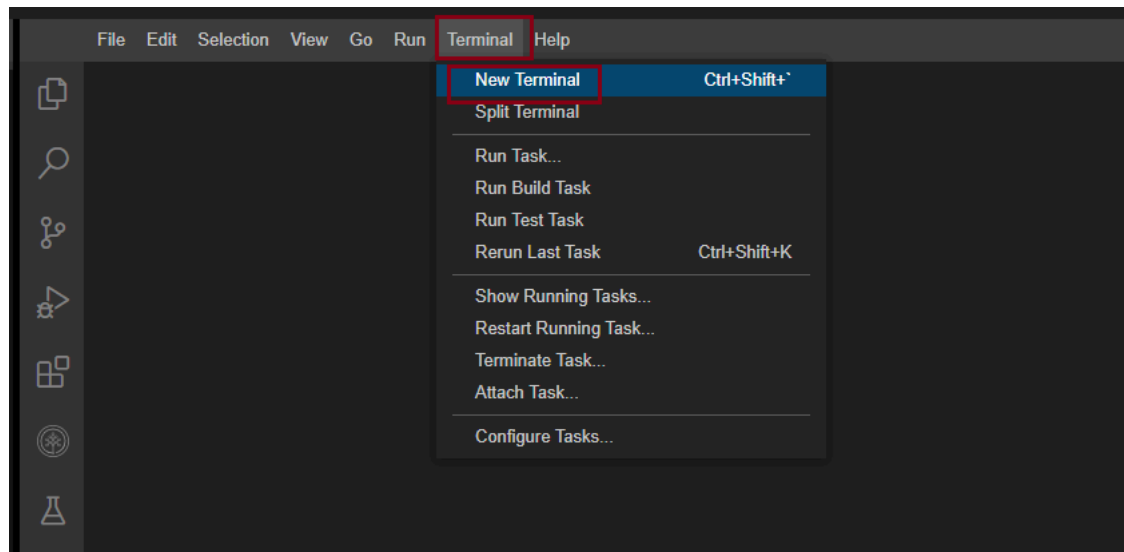 File Edit Selection View Go Run Terminal Help
New Terminal Ctrl+Shift+`
Split Terminal
Run Task...
Run Build Task
Run Test Task
Rerun Last Task Ctrl+Shift+K
Show Running Tasks...
Restart Running Task...
Terminate Task...
Attach Task...
Configure Tasks...